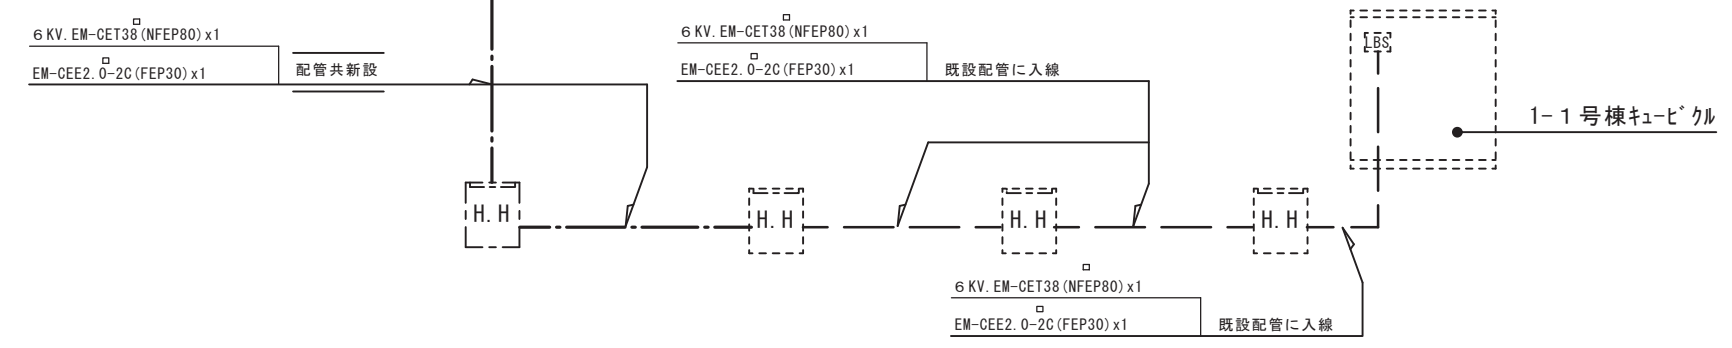 6KV.EM-CET38(NFEP80)x1
EM-CEE2.0-2C(FEP30)x1
配管共新設
6KV.EM-CET38(NFEP80)x1
EM-CEE2.0-2C(FEP30)x1
既設配管に入線
LBS
1-1号棟ｷｭｰﾋﾞｸﾙ
H.H
H.H
H.H
H.H
6KV.EM-CET38(NFEP80)x1
EM-CEE2.0-2C(FEP30)x1
既設配管に入線